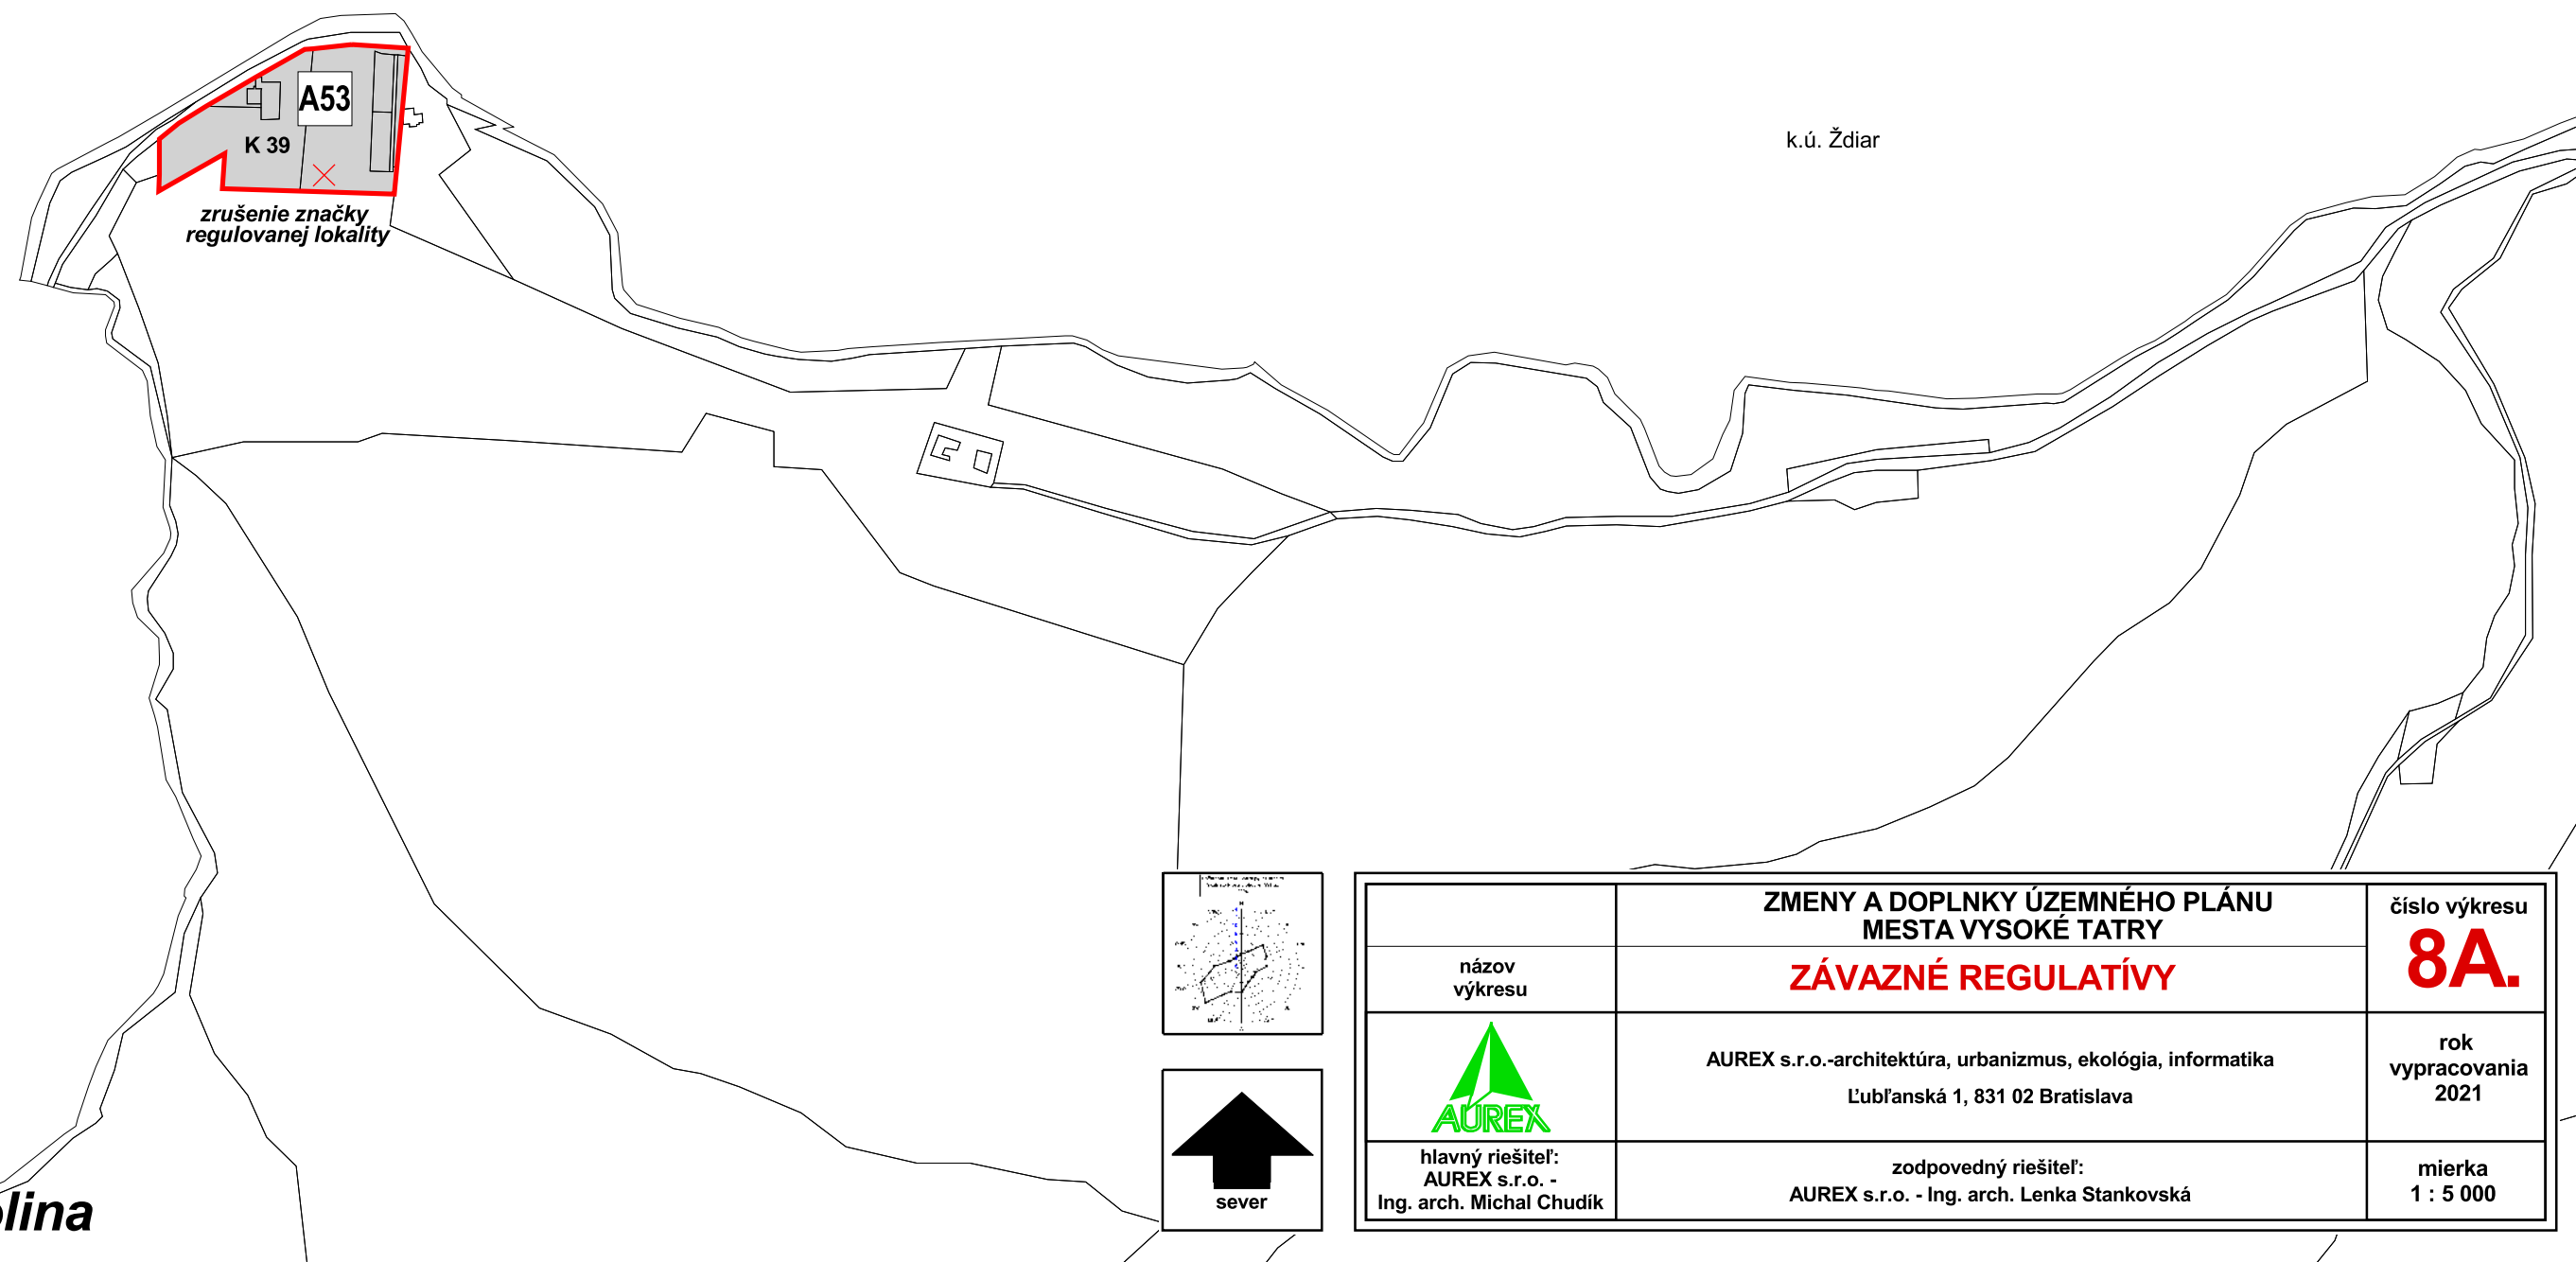 A53
K 39
zrušenie značky
regulovanej lokality
k.ú. Ždiar
ZMENY A DOPLNKY ÚZEMNÉHO PLÁNU
MESTA VYSOKÉ TATRY
číslo výkresu
8A.
názov
výkresu
ZÁVAZNÉ REGULATÍVY
AUREX
AUREX s.r.o.-architektúra, urbanizmus, ekológia, informatika
Ľubľanská 1, 831 02 Bratislava
rok
vypracovania
2021
hlavný riešiteľ:
AUREX s.r.o. -
Ing. arch. Michal Chudík
zodpovedný riešiteľ:
AUREX s.r.o. - Ing. arch. Lenka Stankovská
mierka
1 : 5 000
sever
lina